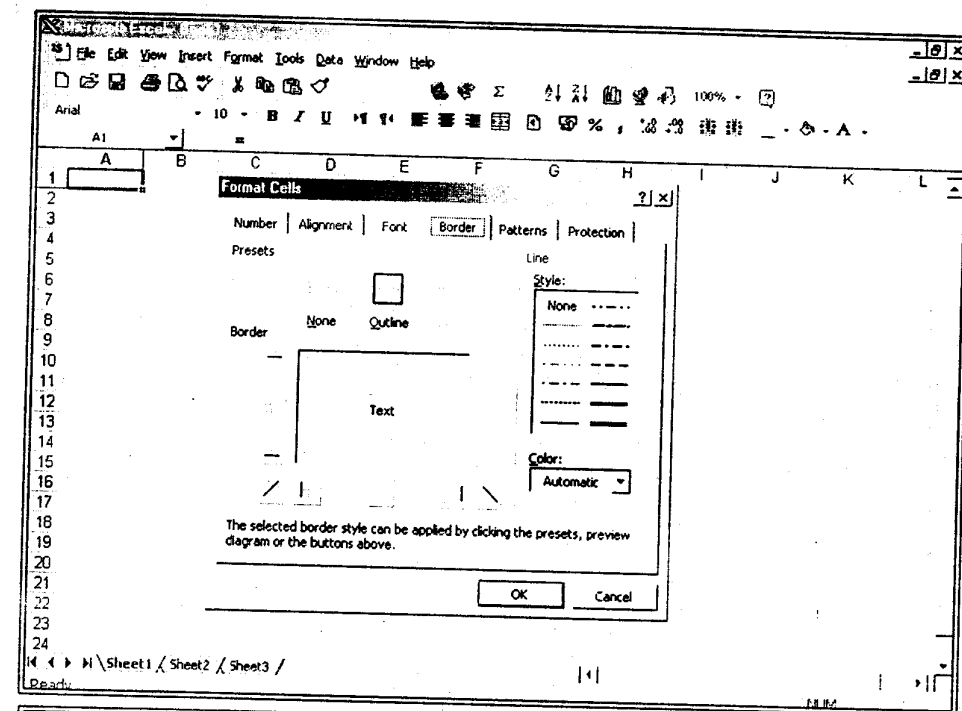 Microsoft Excel
File Edit View Insert Format Tools Data Window Help
100%
Arial 10 B I U Σ % , A
A1 =
A B C D E F G H I J K L
1
2
3
4
5
6
7
8
9
10
11
12
13
14
15
16
17
18
19
20
21
22
23
24
Format Cells ? x
Number Alignment Font Border Patterns Protection
Presets Line
Style:
None
None Outline
Border
Text
Color:
Automatic
The selected border style can be applied by clicking the presets, preview
diagram or the buttons above.
OK Cancel
Sheet1 Sheet2 Sheet3
Ready
NUM